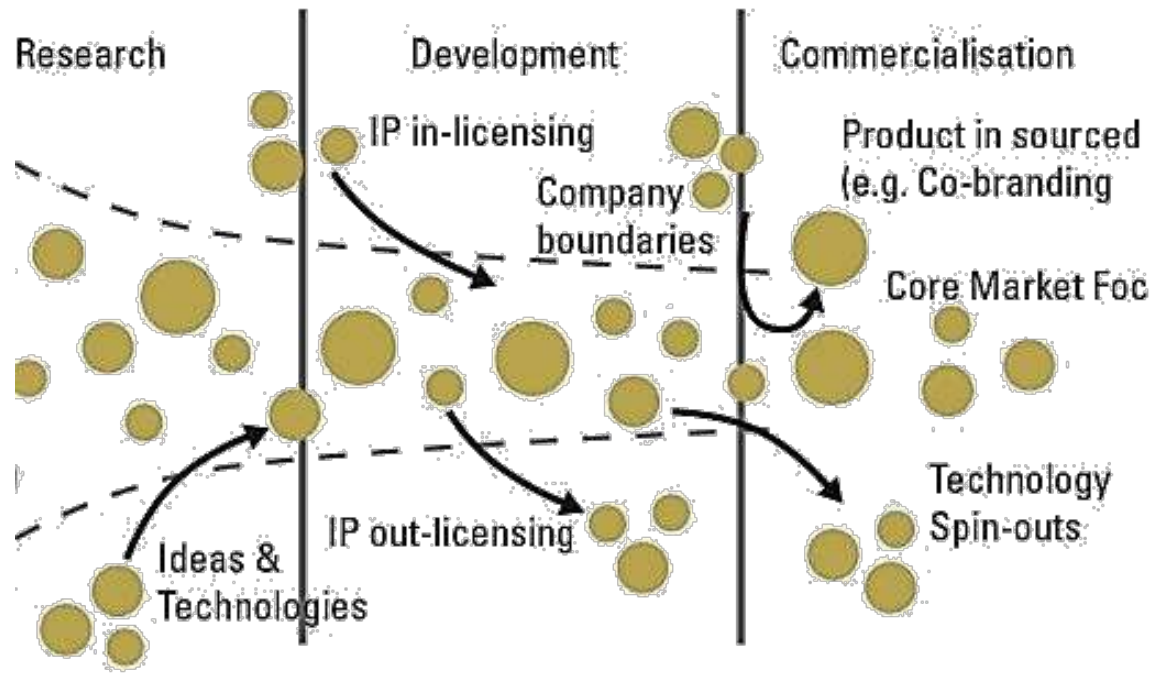 Research
Development
Commercialisation
IP in-licensing
Product in sourced
(e.g. Co-branding
Company
boundaries
Core Market Foc
Technology
Spin-outs
IP out-licensing
Ideas &
Technologies